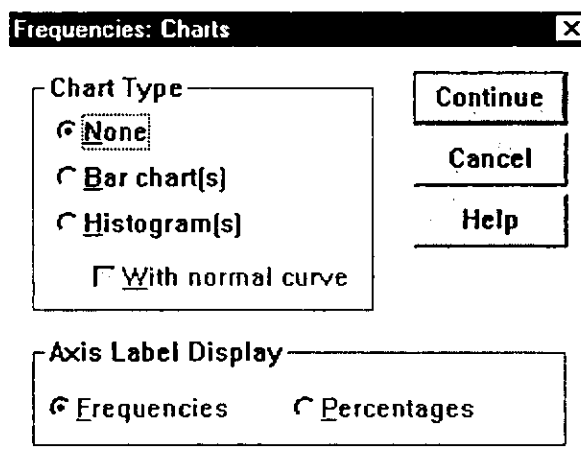 Frequencies: Charts
Chart Type
None
Bar chart(s)
Histogram(s)
With normal curve
Continue
Cancel
Help
Axis Label Display
Frequencies Percentages